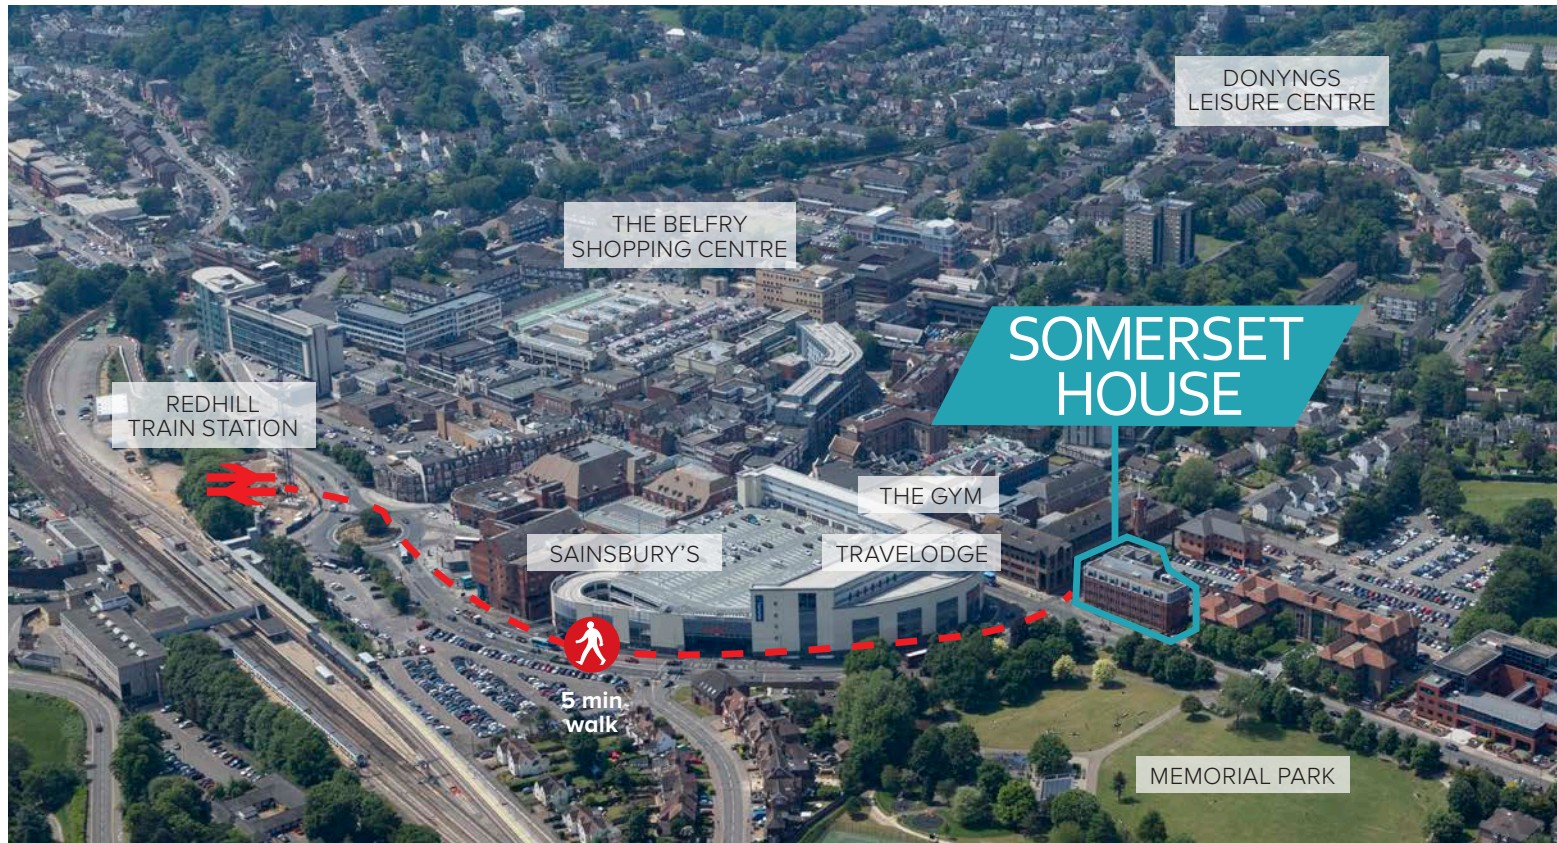 DONYNGS
LEISURE CENTRE
THE BELFRY
SHOPPING CENTRE
SOMERSET
HOUSE
REDHILL
TRAIN STATION
THE GYM
SAINSBURY'S
TRAVELODGE
5 min
walk
MEMORIAL PARK